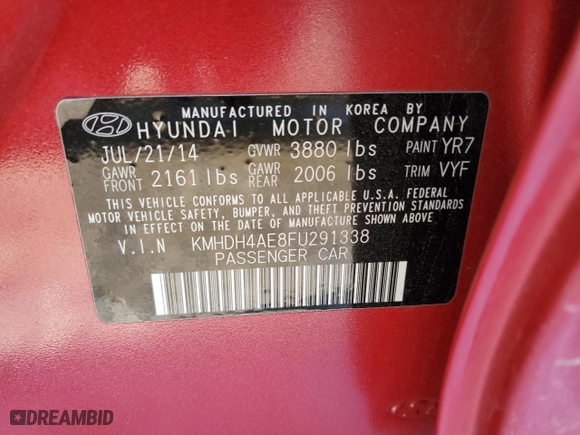 MANUFACTURED IN KOREA BY
HYUNDAI MOTOR COMPANY
JUL/21/14 GVWR 3880 lbs PAINT YR7
GAWR FRONT 2161 lbs GAWR REAR 2006 lbs TRIM VYF
THIS VEHICLE CONFORMS TO ALL APPLICABLE U.S.A. FEDERAL
MOTOR VEHICLE SAFETY, BUMPER, AND THEFT PREVENTION STANDARDS
IN EFFECT ON THE DATE OF MANUFACTURE SHOWN ABOVE.
V.I.N KMHDH4AE8FU291338
PASSENGER CAR
DREAMBID